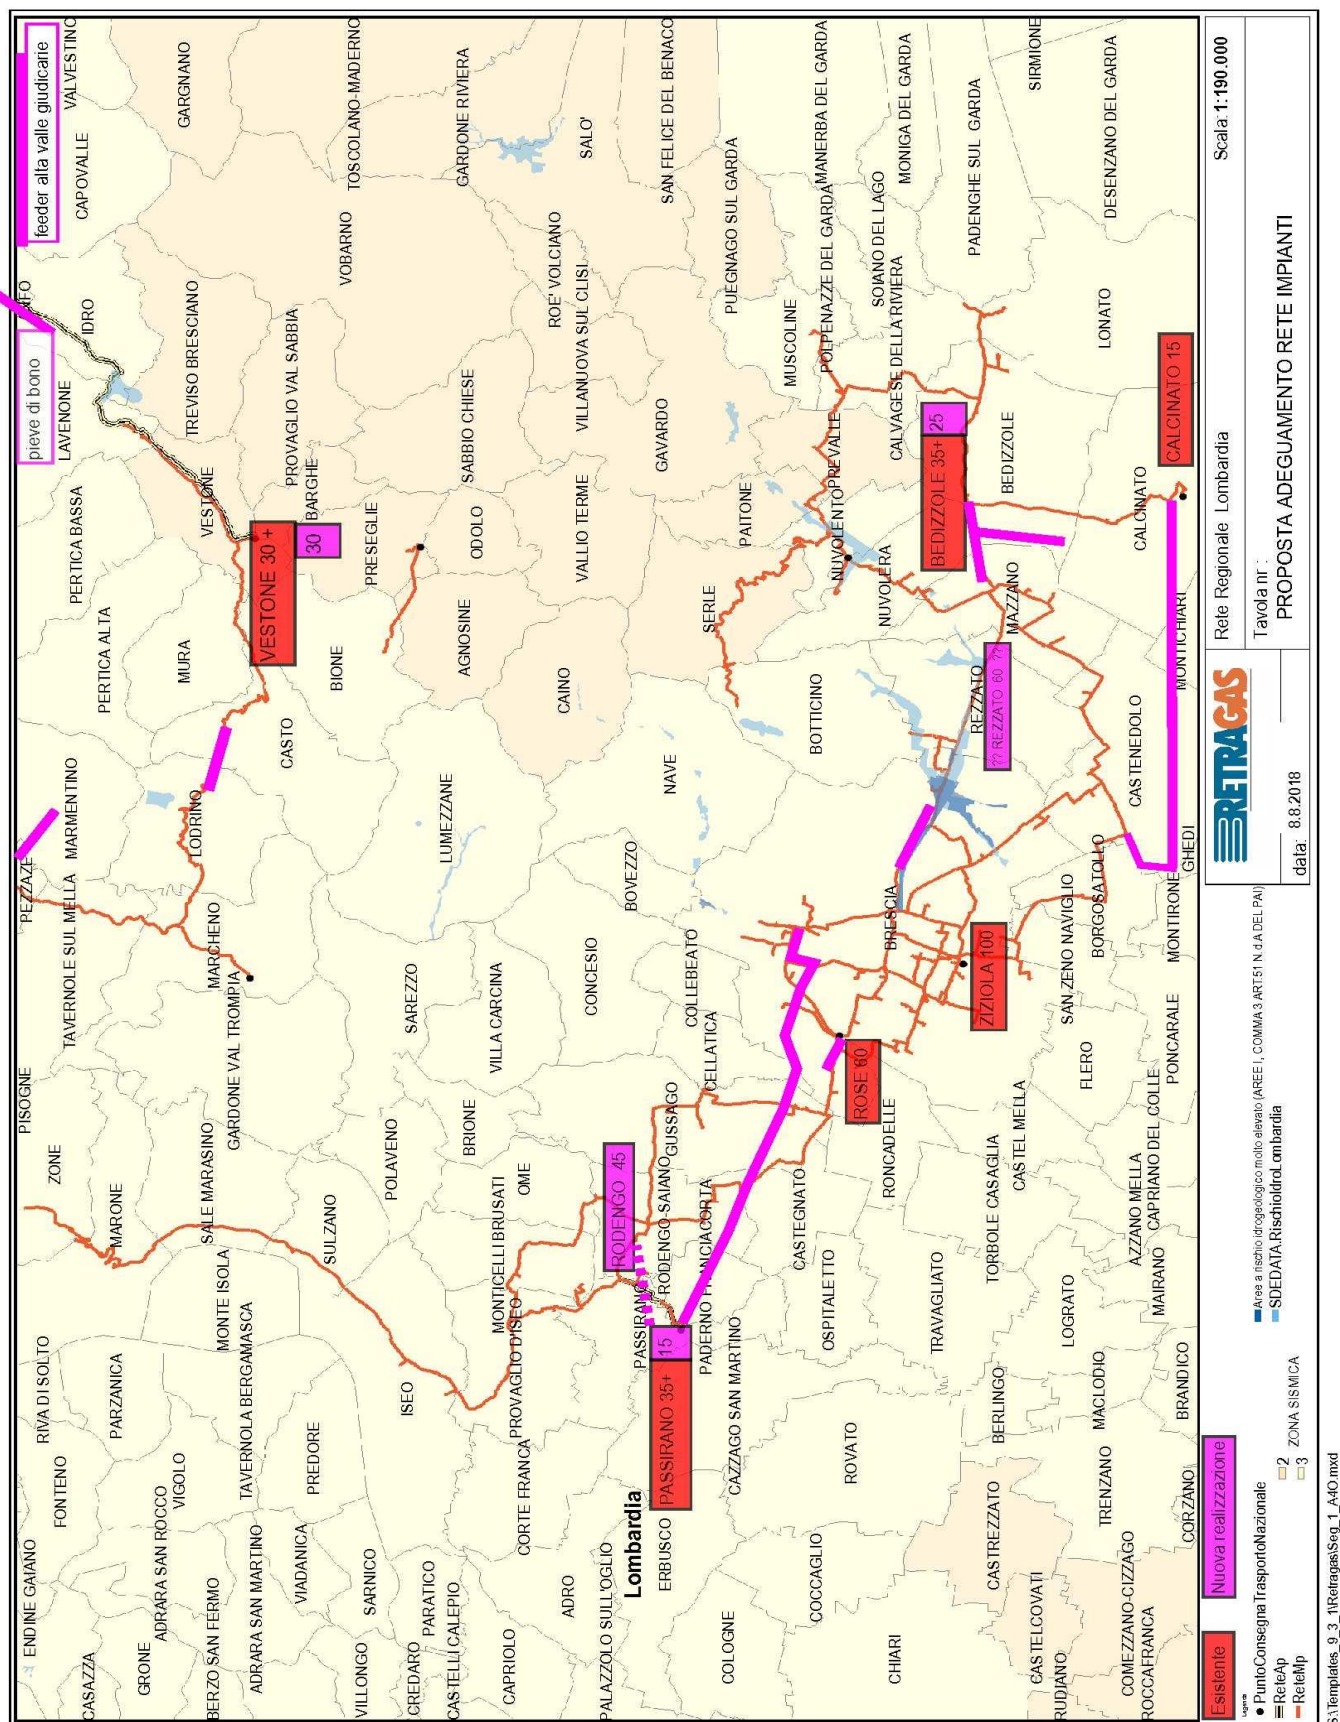 ENDINE GAIANO
FONTENO
RIVA DI SOLTO
ZONE
PISOGNE
PEZZAZE
pieve di bono
feeder alta valle giudicarie
CASAZZA
PARZANICA
MARONE
TAVERNOLE SUL MELLA
MARMENTINO
PERTICA BASSA
LAVENONE
IDRO
CAPOVALLE
VALVESTINO
GRONE
ADRARA SAN ROCCO
VIGOLO
MONTE ISOLA
SALE MARASINO
MARCHENO
LODRINO
MURA
PERTICA ALTA
VESTONE
TREVISO BRESCIANO
GARGNANO
BERZO SAN FERMO
ADRARA SAN MARTINO
TAVERNOLA BERGAMASCA
GARDONE VAL TROMPIA
CASTO
VESTONE 30 +
30
BARGHE
PROVAGLIO VAL SABBIA
VIADANICA
PREDORE
SULZANO
BIONE
PRESEGLIE
VOBARNO
TOSCOLANO-MADERNO
VILLONGO
SARNICO
ISEO
POLAVENO
SAREZZO
LUMEZZANE
AGNOSINE
ODOLO
SABBIO CHIESE
GARDONE RIVIERA
CREDARO
PARATICO
CASTELLI CALEPIO
CORTE FRANCA
PROVAGLIO D'ISEO
MONTICELLI BRUSATI
BRIONE
OME
VILLA CARCINA
CAINO
VALLIO TERME
VILLANUOVA SUL CLISI
ROE' VOLCIANO
SALO'
CAPRIOLO
ADRO
CONCESIO
PALAZZOLO SULL'OGLIO
Lombardia
ERBUSCO
PASSIRANO
PASSIRANO 35+
15
RODENGO 45
RODENGO-SAIANO
GUSSAGO
CELLATICA
COLLEBEATO
BOVEZZO
NAVE
SERLE
PAITONE
GAVARDO
SAN FELICE DEL BENACO
COLOGNE
CAZZAGO SAN MARTINO
PADERNO FRANCIACORTA
PUEGNAGO SUL GARDA
COCCAGLIO
ROVATO
OSPITALETTO
CASTEGNATO
ROSE 60
BRESCIA
BOTTICINO
NUVOLENTO
PREVALLE
MUSCOLINE
POLPENAZZE DEL GARDA
MANERBA DEL GARDA
CHIARI
TRAVAGLIATO
RONCADELLE
NUVOLERA
CALVAGESE DELLA RIVIERA
SOIANO DEL LAGO
MONIGA DEL GARDA
BEDIZZOLE 35+
25
CASTREZZATO
BERLINGO
TORBOLE CASAGLIA
CASTEL MELLA
ZIZIOLA 100
REZZATO
?? REZZATO 60 ??
MAZZANO
BEDIZZOLE
PADENGHE SUL GARDA
SIRMIONE
CASTELCOVATI
RUDIANO
LOGRATO
FLERO
SAN ZENO NAVIGLIO
BORGOSATOLLO
CASTENEDOLO
CALCINATO
LONATO
DESENZANO DEL GARDA
COMEZZANO-CIZZAGO
ROCCAFRANCA
TRENZANO
MACLODIO
MAIRANO
AZZANO MELLA
CAPRIANO DEL COLLE
PONCARALE
MONTIRONE
GHEDI
MONTICHIARI
CALCINATO 15
CORZANO
BRANDICO
Esistente
Nuova realizzazione
Legenda
PuntoConsegnaTrasportoNazionale
ReteAp
ReteMp
2
3
ZONA SISMICA
Aree a rischio idrogeologico molto elevato (AREE I, COMMA 3 ART.51 N.d.A DEL PAI)
SDEDATA.RischioIdroLombardia
RETRAGAS
data: 8.8.2018
Rete Regionale Lombardia
Scala: 1:190.000
Tavola nr :
PROPOSTA ADEGUAMENTO RETE IMPIANTI
S:\Templates_9_3_1\Retragas\Seg_1_A4O.mxd